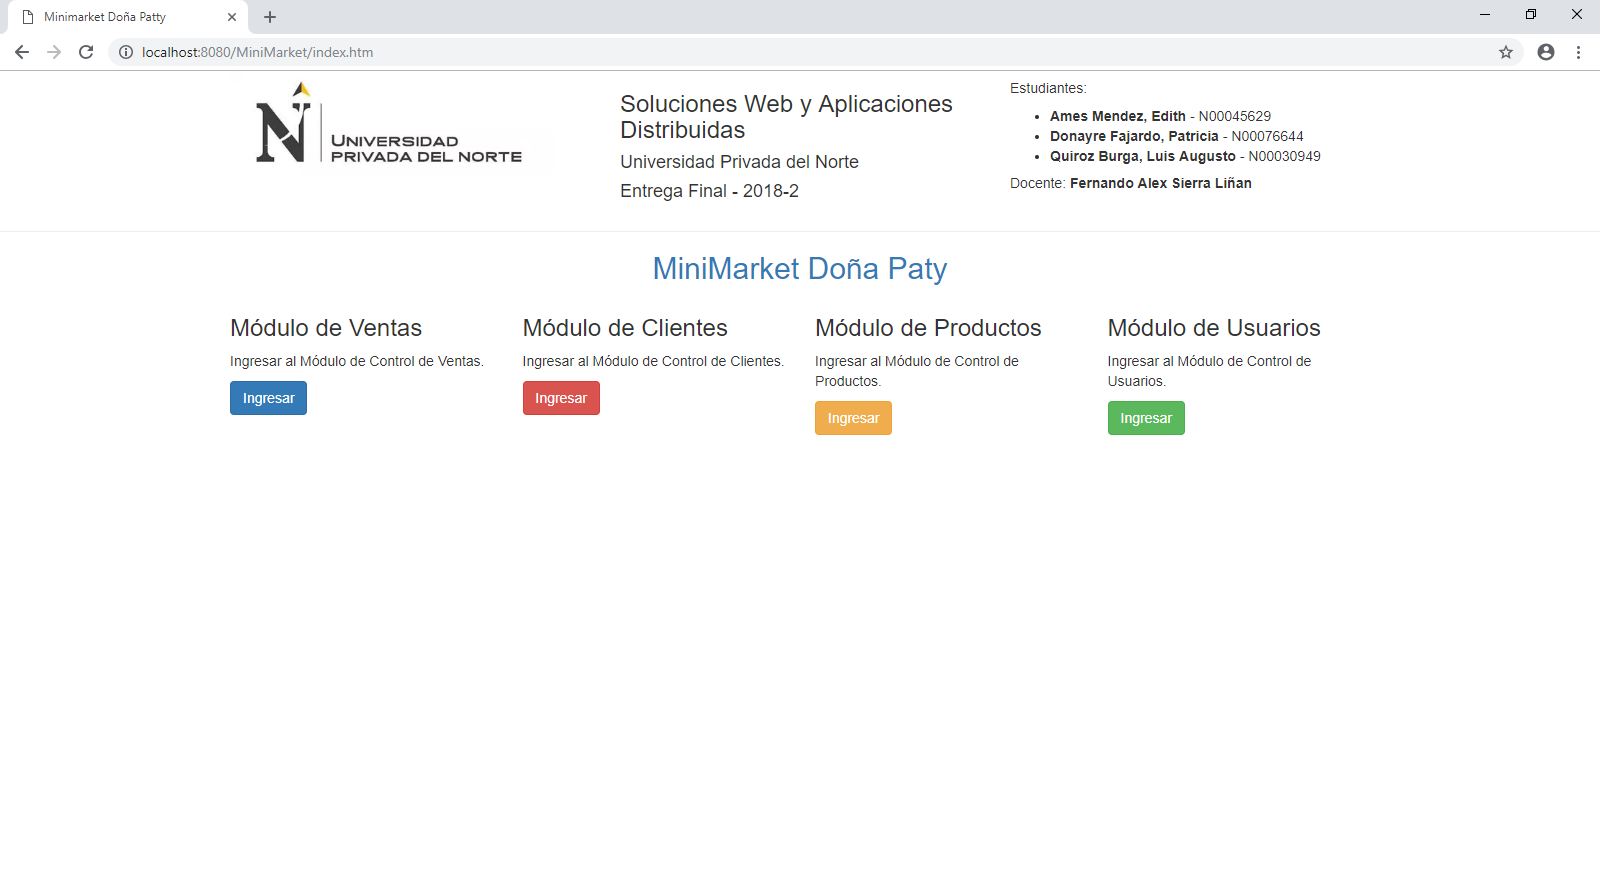 Minimarket Doña Patty
localhost:8080/MiniMarket/index.htm
N
UNIVERSIDAD
PRIVADA DEL NORTE
Soluciones Web y Aplicaciones
Distribuidas
Universidad Privada del Norte
Entrega Final - 2018-2
Estudiantes:
Ames Mendez, Edith - N00045629
Donayre Fajardo, Patricia - N00076644
Quiroz Burga, Luis Augusto - N00030949
Docente: Fernando Alex Sierra Liñan
MiniMarket Doña Paty
Módulo de Ventas
Ingresar al Módulo de Control de Ventas.
Ingresar
Módulo de Clientes
Ingresar al Módulo de Control de Clientes.
Ingresar
Módulo de Productos
Ingresar al Módulo de Control de
Productos.
Ingresar
Módulo de Usuarios
Ingresar al Módulo de Control de
Usuarios.
Ingresar